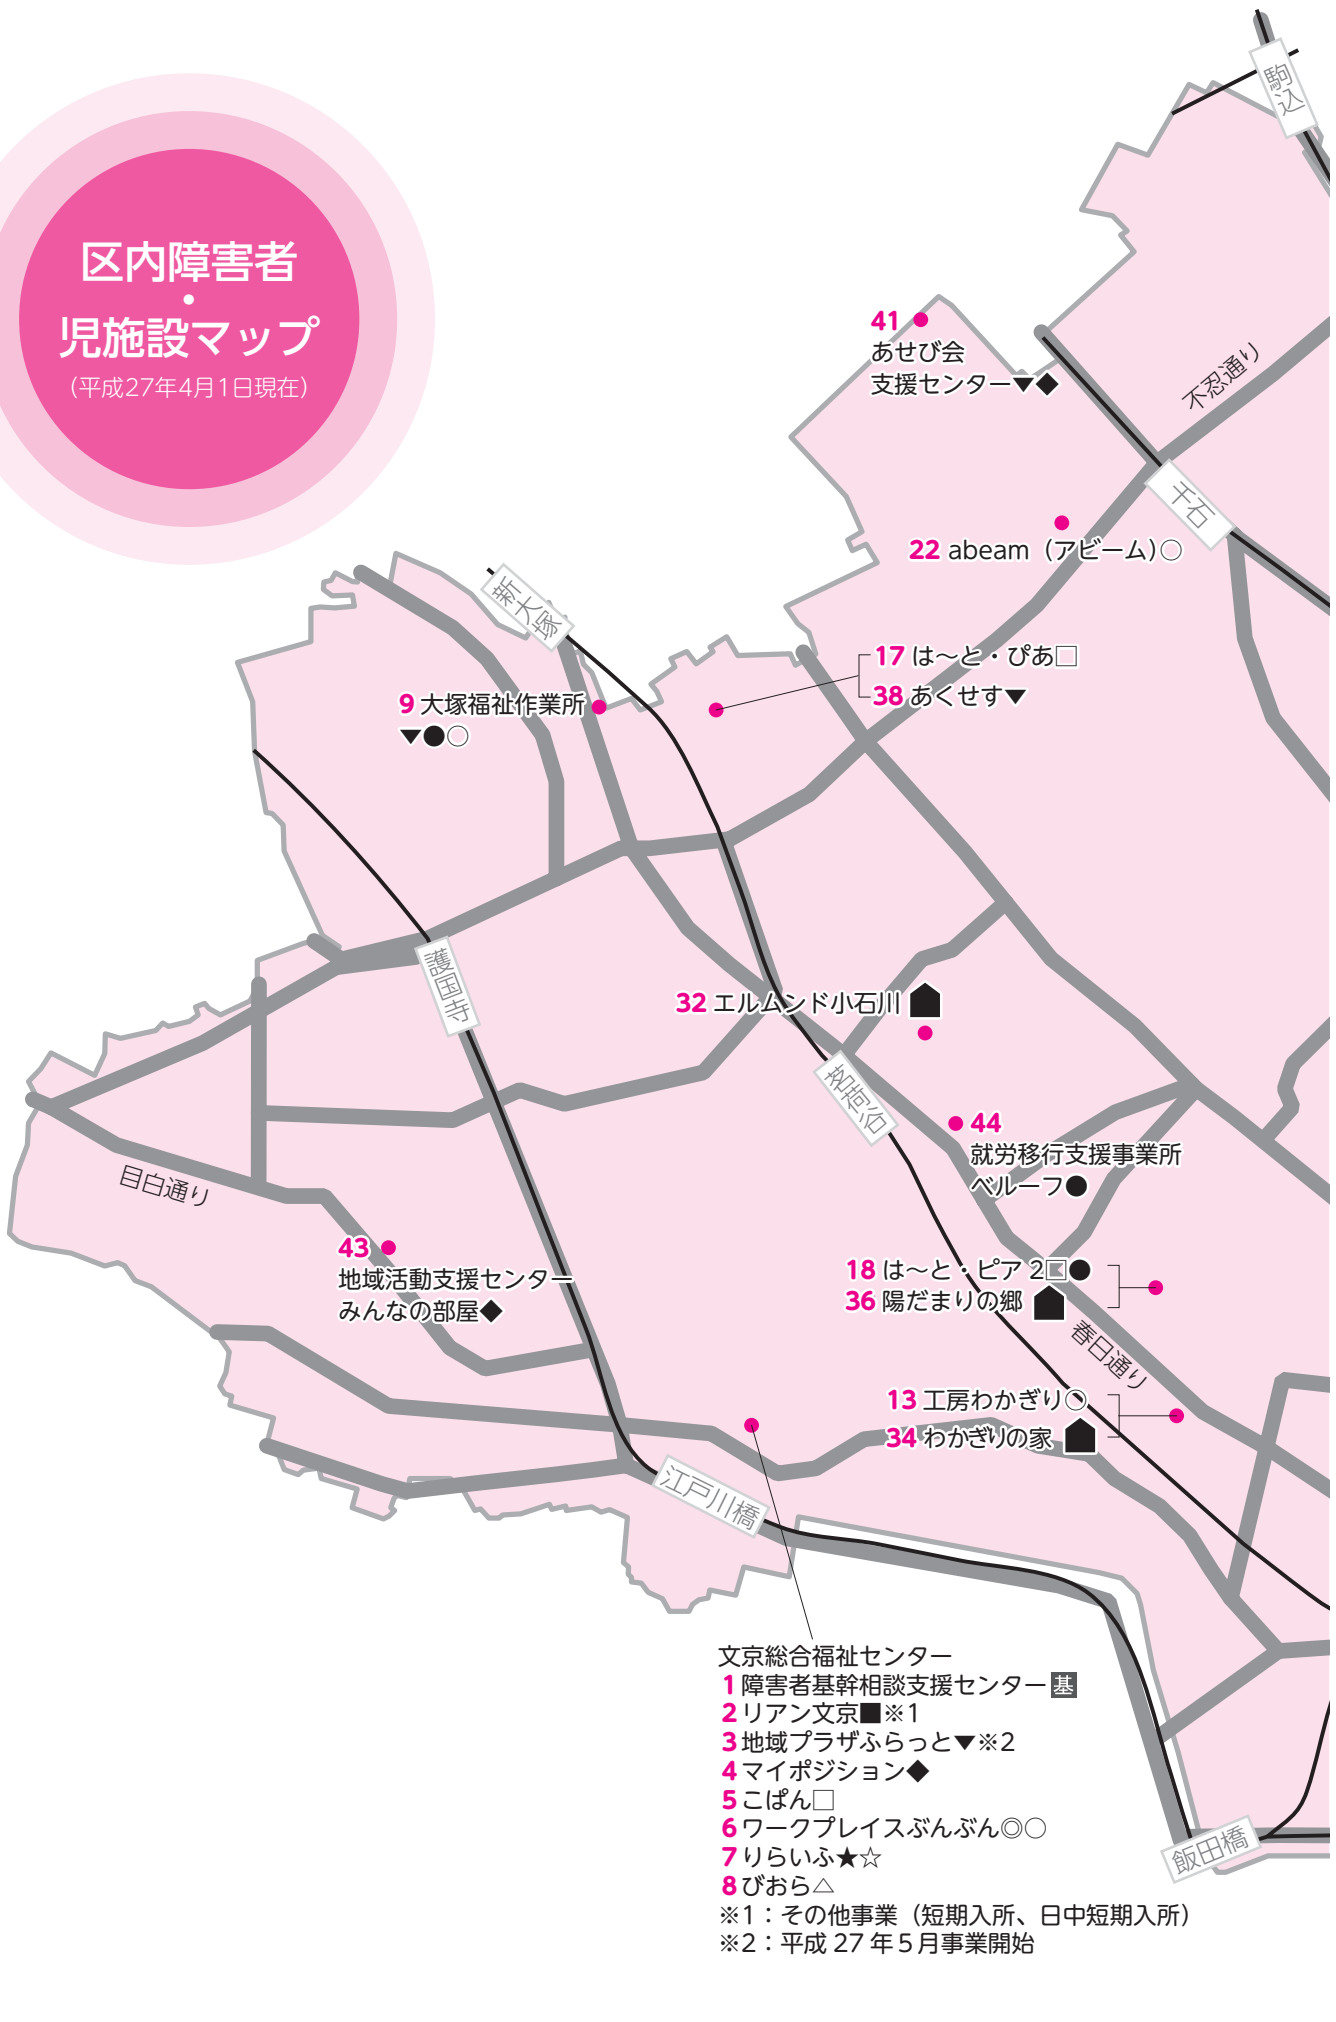 区内障害者
・
児施設マップ
（平成27年4月1日現在）
駒込
41
あせび会
支援センター▼◆
不忍通り
千石
22 abeam（アビーム）○
新大塚
17 は～と・ぴあ□
38 あくせす▼
9 大塚福祉作業所
▼●○
護国寺
32 エルムンド小石川
茗荷谷
44
就労移行支援事業所
ベルーフ●
目白通り
43
地域活動支援センター
みんなの部屋◆
18 は～と・ピア 2□●
36 陽だまりの郷
春日通り
13 工房わかぎり○
34 わかぎりの家
江戸川橋
文京総合福祉センター
1 障害者基幹相談支援センター 基
2 リアン文京■※1
3 地域プラザふらっと▼※2
4 マイポジション◆
5 こぱん□
6 ワークプレイスぶんぶん◎○
7 りらいふ★☆
8 びおら△
※1：その他事業（短期入所、日中短期入所）
※2：平成 27 年５月事業開始
飯田橋